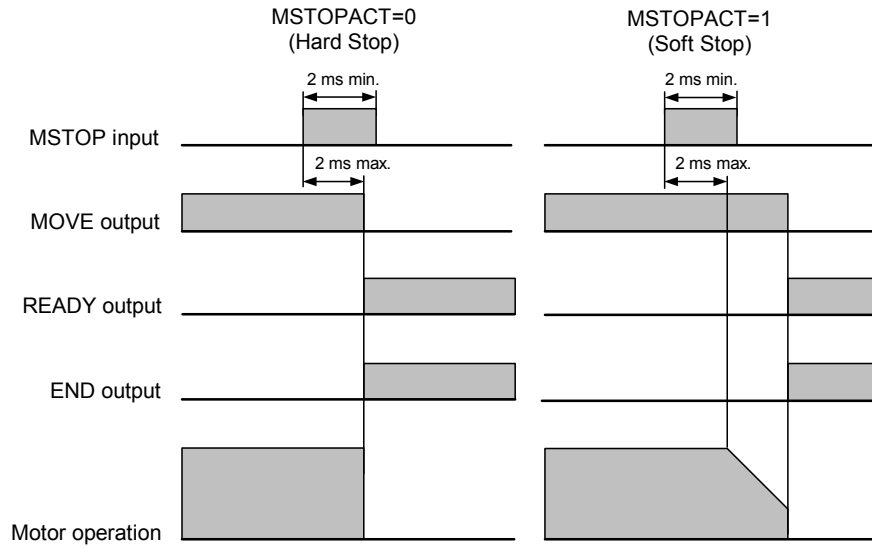 MSTOPACT=0
(Hard Stop)
MSTOPACT=1
(Soft Stop)
2 ms min.
2 ms min.
MSTOP input
2 ms max.
2 ms max.
MOVE output
READY output
END output
Motor operation